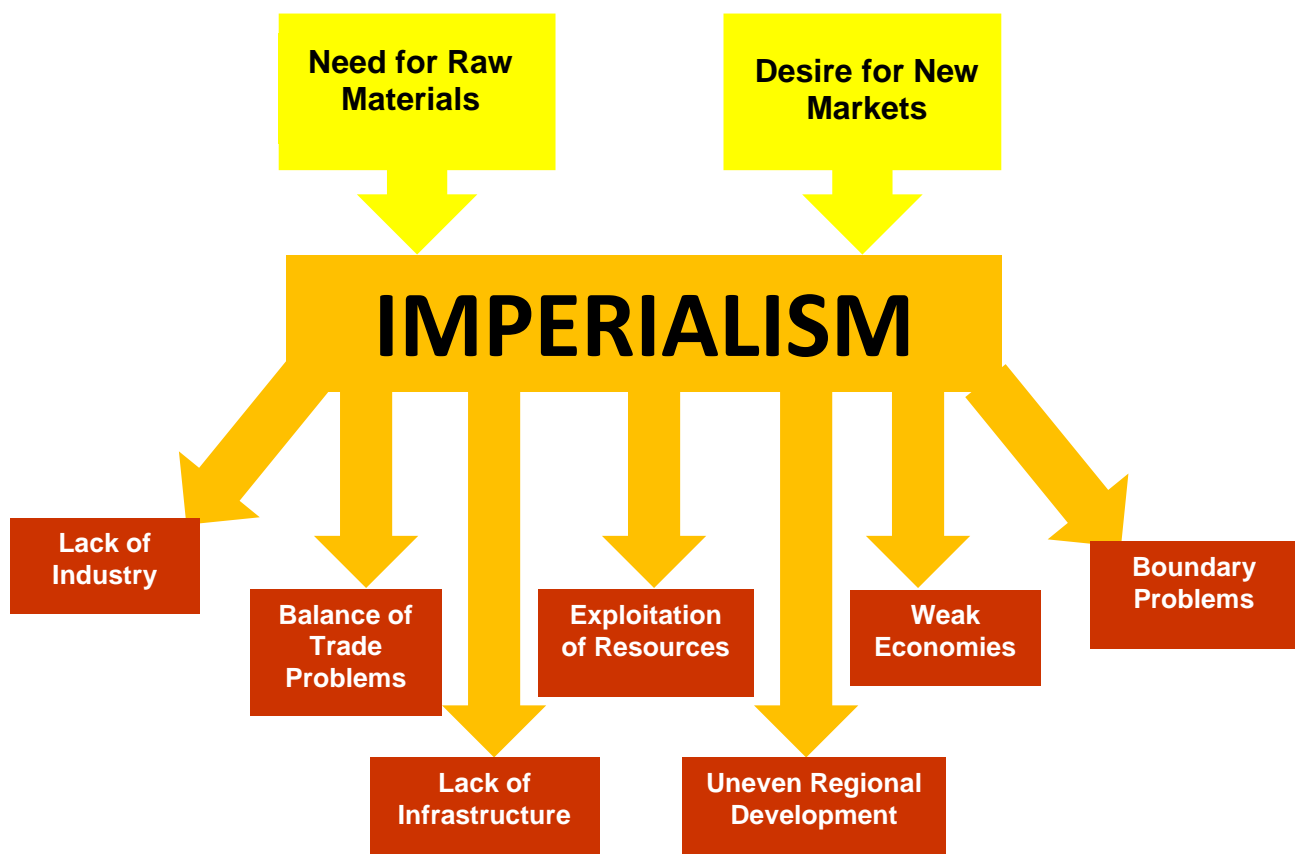 Need for Raw
Materials
Desire for New
Markets
IMPERIALISM
Lack of
Industry
Balance of
Trade
Problems
Lack of
Infrastructure
Exploitation
of Resources
Uneven Regional
Development
Weak
Economies
Boundary
Problems